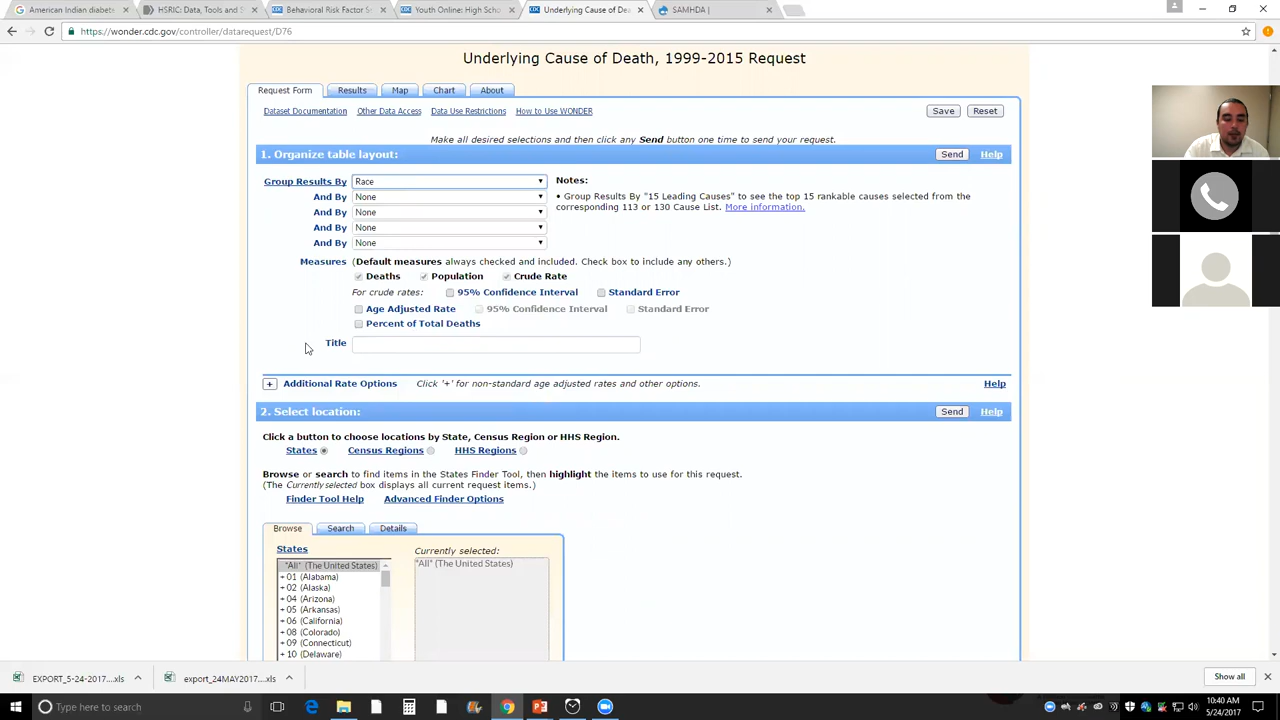 American Indian diabete
HSRIC: Data, Tools and S
Behavioral Risk Factor S
Youth Online: High Schoo
Underlying Cause of Dea
SAMHDA |
https://wonder.cdc.gov/controller/datarequest/D76
Underlying Cause of Death, 1999-2015 Request
Request Form Results Map Chart About
Dataset Documentation Other Data Access Data Use Restrictions How to Use WONDER Save Reset
Make all desired selections and then click any Send button one time to send your request.
1. Organize table layout: Send Help
Group Results By Race
And By None
And By None
And By None
And By None
Notes:
• Group Results By "15 Leading Causes" to see the top 15 rankable causes selected from the
corresponding 113 or 130 Cause List. More information.
Measures (Default measures always checked and included. Check box to include any others.)
Deaths Population Crude Rate
For crude rates: 95% Confidence Interval Standard Error
Age Adjusted Rate 95% Confidence Interval Standard Error
Percent of Total Deaths
Title
+ Additional Rate Options Click '+' for non-standard age adjusted rates and other options. Help
2. Select location: Send Help
Click a button to choose locations by State, Census Region or HHS Region.
States Census Regions HHS Regions
Browse or search to find items in the States Finder Tool, then highlight the items to use for this request.
(The Currently selected box displays all current request items.)
Finder Tool Help Advanced Finder Options
Browse Search Details
States
*All* (The United States)
+ 01 (Alabama)
+ 02 (Alaska)
+ 04 (Arizona)
+ 05 (Arkansas)
+ 06 (California)
+ 08 (Colorado)
+ 09 (Connecticut)
+ 10 (Delaware)
Currently selected:
*All* (The United States)
EXPORT_5-24-2017....xls
export_24MAY2017....xls
Show all
Type here to search
10:40 AM
5/24/2017